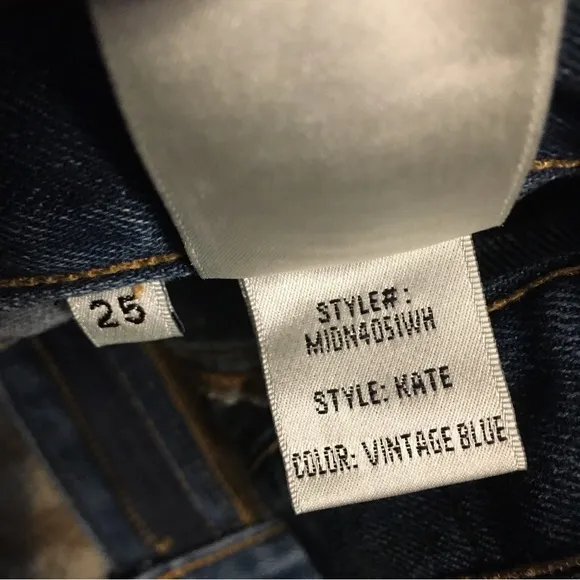 25
STYLE#:
MIDN4051WH
STYLE: KATE
COLOR: VINTAGE BLUE